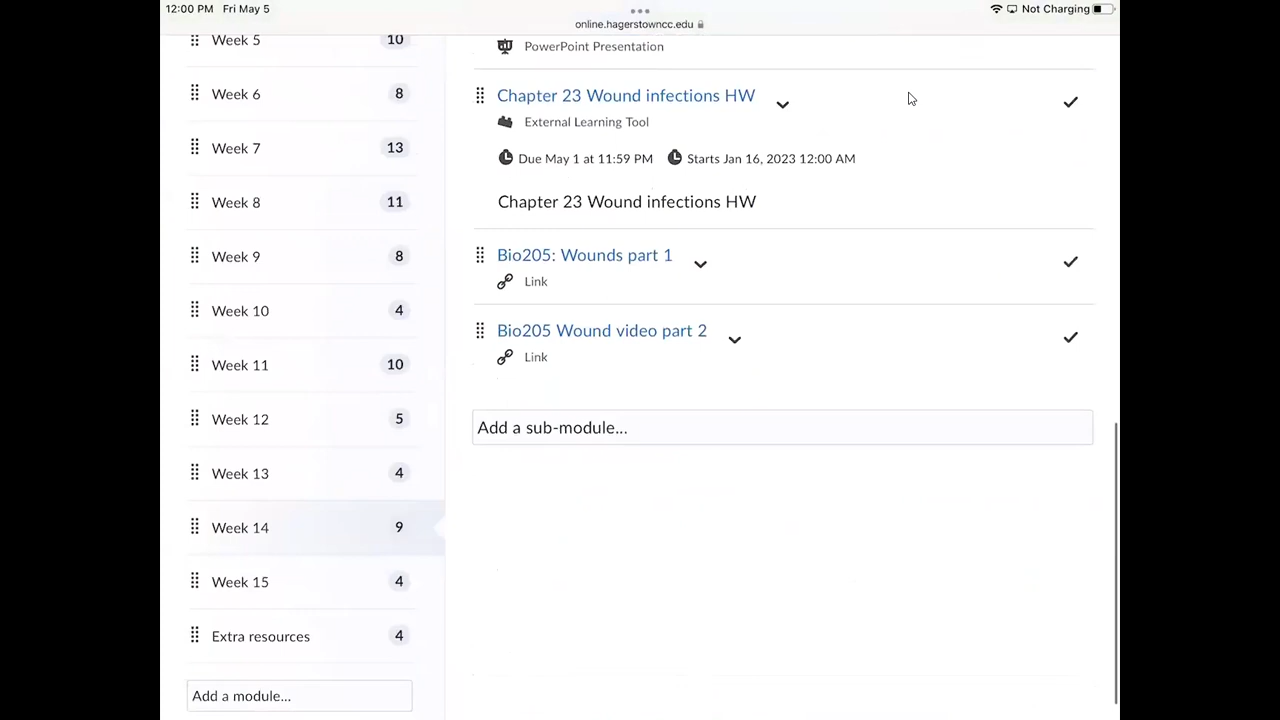 12:00 PM Fri May 5
Not Charging
online.hagerstowncc.edu
Week 5 10
Week 6 8
Week 7 13
Week 8 11
Week 9 8
Week 10 4
Week 11 10
Week 12 5
Week 13 4
Week 14 9
Week 15 4
Extra resources 4
Add a module...
PowerPoint Presentation
Chapter 23 Wound infections HW
External Learning Tool
Due May 1 at 11:59 PM Starts Jan 16, 2023 12:00 AM
Chapter 23 Wound infections HW
Bio205: Wounds part 1
Link
Bio205 Wound video part 2
Link
Add a sub-module...